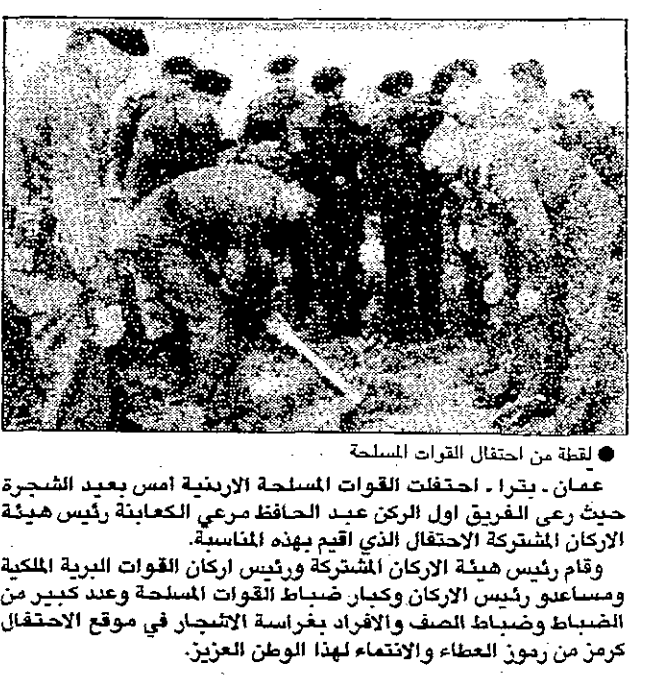 ● لقطة من احتفال القوات المسلحة
عمان ـ بترا ـ احتفلت القوات المسلحة الاردنية امس بعيد الشجرة
حيث رعى الفريق اول الركن عبد الحافظ مرعي الكعابنة رئيس هيئة
الاركان المشتركة الاحتفال الذي اقيم بهذه المناسبة.
وقام رئيس هيئة الاركان المشتركة ورئيس اركان القوات البرية الملكية
ومساعدو رئيس الاركان وكبار ضباط القوات المسلحة وعدد كبير من
الضباط وضباط الصف والافراد بغراسة الاشجار في موقع الاحتفال
كرمز من رموز العطاء والانتماء لهذا الوطن العزيز.